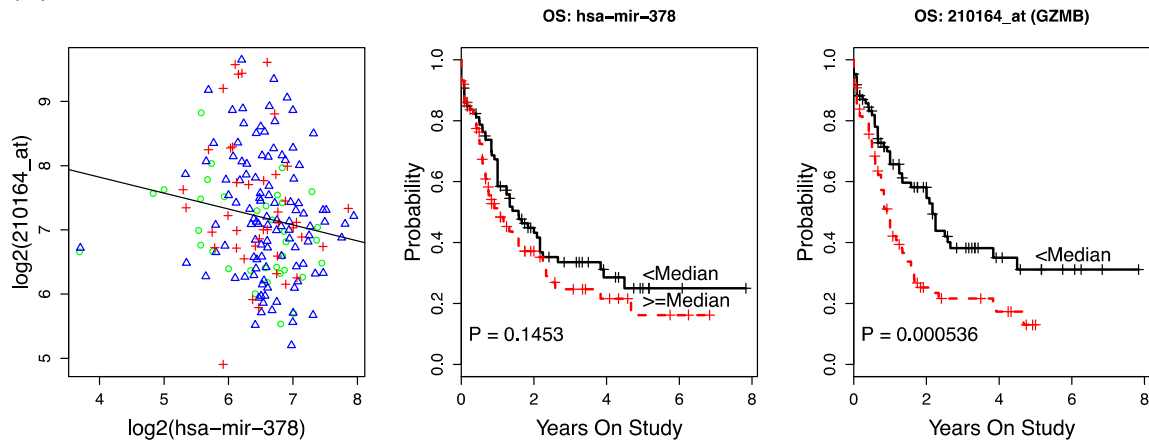 OS: hsa−mir−378
OS: 210164_at (GZMB)
log2(210164_at)
9
8
7
6
5
4 5 6 7 8
log2(hsa−mir−378)
Probability
1.0
0.8
0.6
0.4
0.2
0.0
<Median
>=Median
P = 0.1453
0 2 4 6 8
Years On Study
Probability
1.0
0.8
0.6
0.4
0.2
0.0
<Median
P = 0.000536
0 2 4 6 8
Years On Study